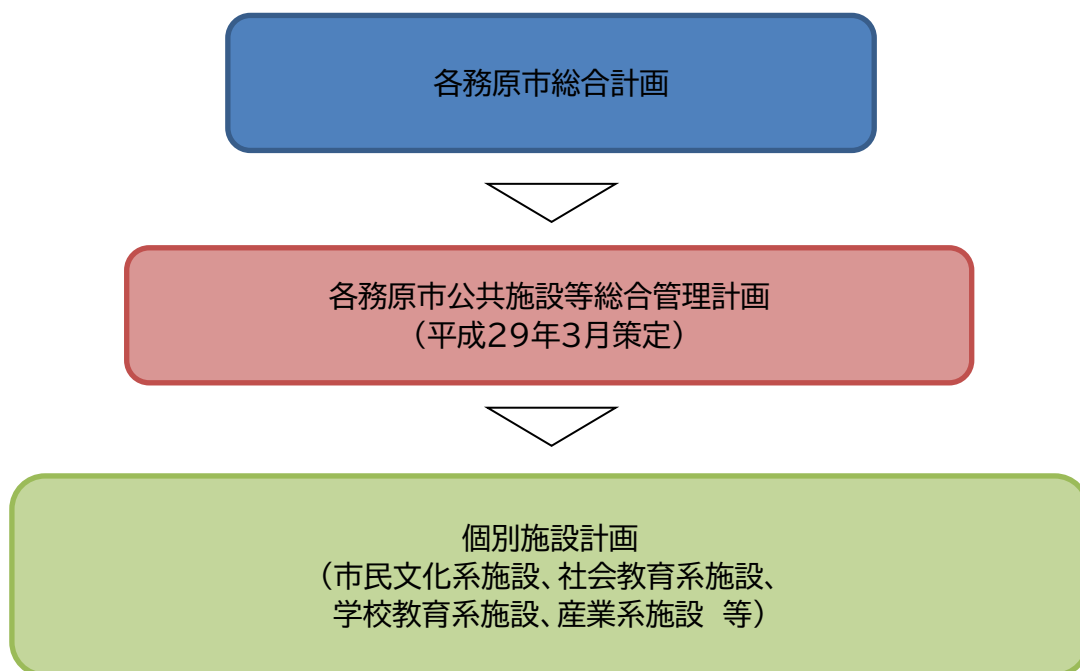 各務原市総合計画
各務原市公共施設等総合管理計画
（平成29年3月策定）
個別施設計画
（市民文化系施設、社会教育系施設、
学校教育系施設、産業系施設　等）